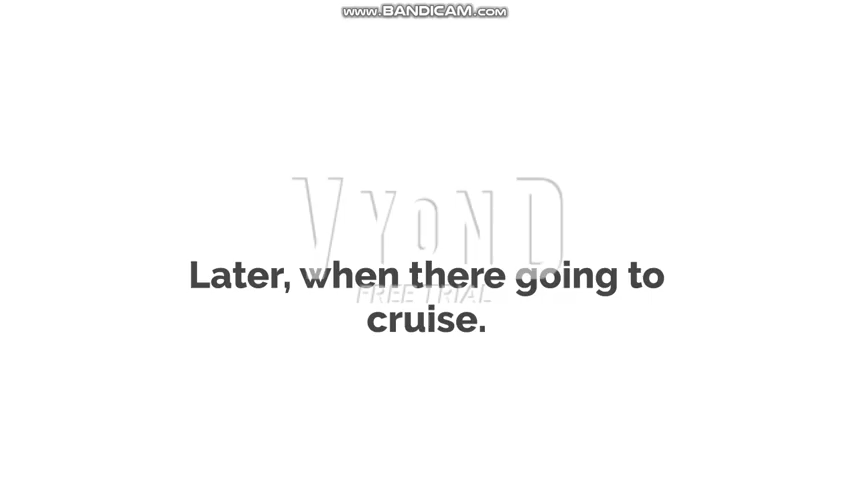 www.BANDICAM.com
VYOND
Later, when there going to
FREE TRIAL
cruise.